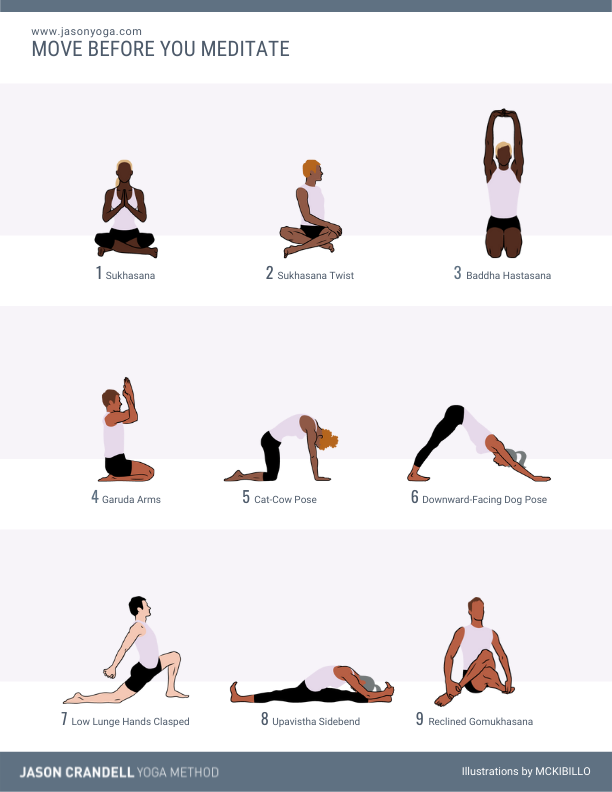 www.jasonyoga.com
MOVE BEFORE YOU MEDITATE
1 Sukhasana
2 Sukhasana Twist
3 Baddha Hastasana
4 Garuda Arms
5 Cat-Cow Pose
6 Downward-Facing Dog Pose
7 Low Lunge Hands Clasped
8 Upavistha Sidebend
9 Reclined Gomukhasana
JASON CRANDELL YOGA METHOD
Illustrations by MCKIBILLO